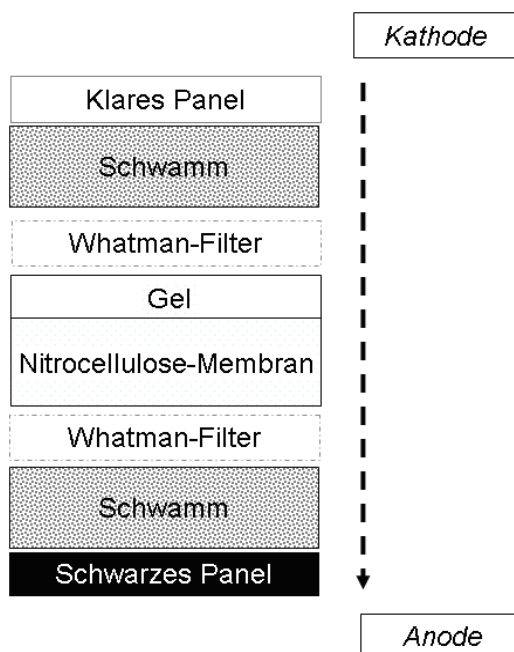 Kathode
Klares Panel
Schwamm
Whatman-Filter
Gel
Nitrocellulose-Membran
Whatman-Filter
Schwamm
Schwarzes Panel
Anode